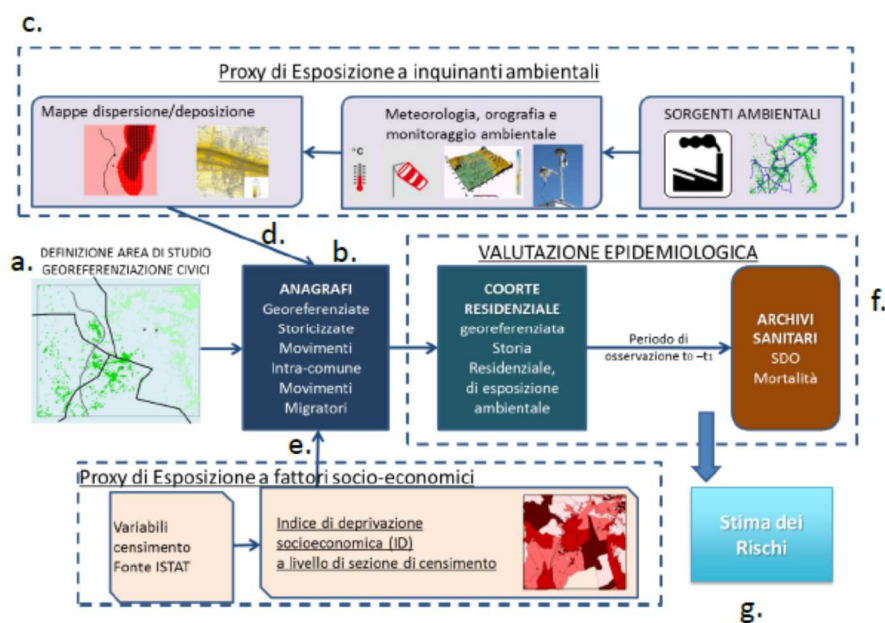 c.
Proxy di Esposizione a inquinanti ambientali
Mappe dispersione/deposizione
Meteorologia, orografia e
monitoraggio ambientale
°C
SORGENTI AMBIENTALI
d.
b.
a.
DEFINIZIONE AREA DI STUDIO
GEOREFERENZIAZIONE CIVICI
ANAGRAFI
Georeferenziate
Storicizzate
Movimenti
Intra-comune
Movimenti
Migratori
VALUTAZIONE EPIDEMIOLOGICA
f.
COORTE
RESIDENZIALE
georeferenziata
Storia
Residenziale,
di esposizione
ambientale
Periodo di
osservazione t0 –t1
ARCHIVI
SANITARI
SDO
Mortalità
e.
Proxy di Esposizione a fattori socio-economici
Variabili
censimento
Fonte ISTAT
Indice di deprivazione
socioeconomica (ID)
a livello di sezione di censimento
Stima dei
Rischi
g.